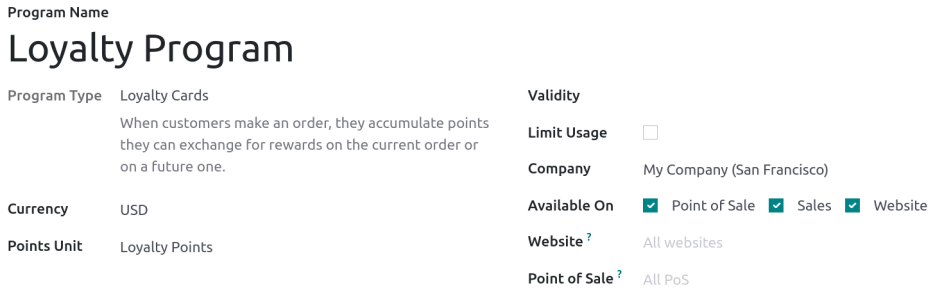 Program Name
Loyalty Program
Program Type Loyalty Cards
When customers make an order, they accumulate points
they can exchange for rewards on the current order or
on a future one.
Currency USD
Points Unit Loyalty Points
Validity
Limit Usage
Company My Company (San Francisco)
Available On Point of Sale Sales Website
Website ? All websites
Point of Sale ? All PoS